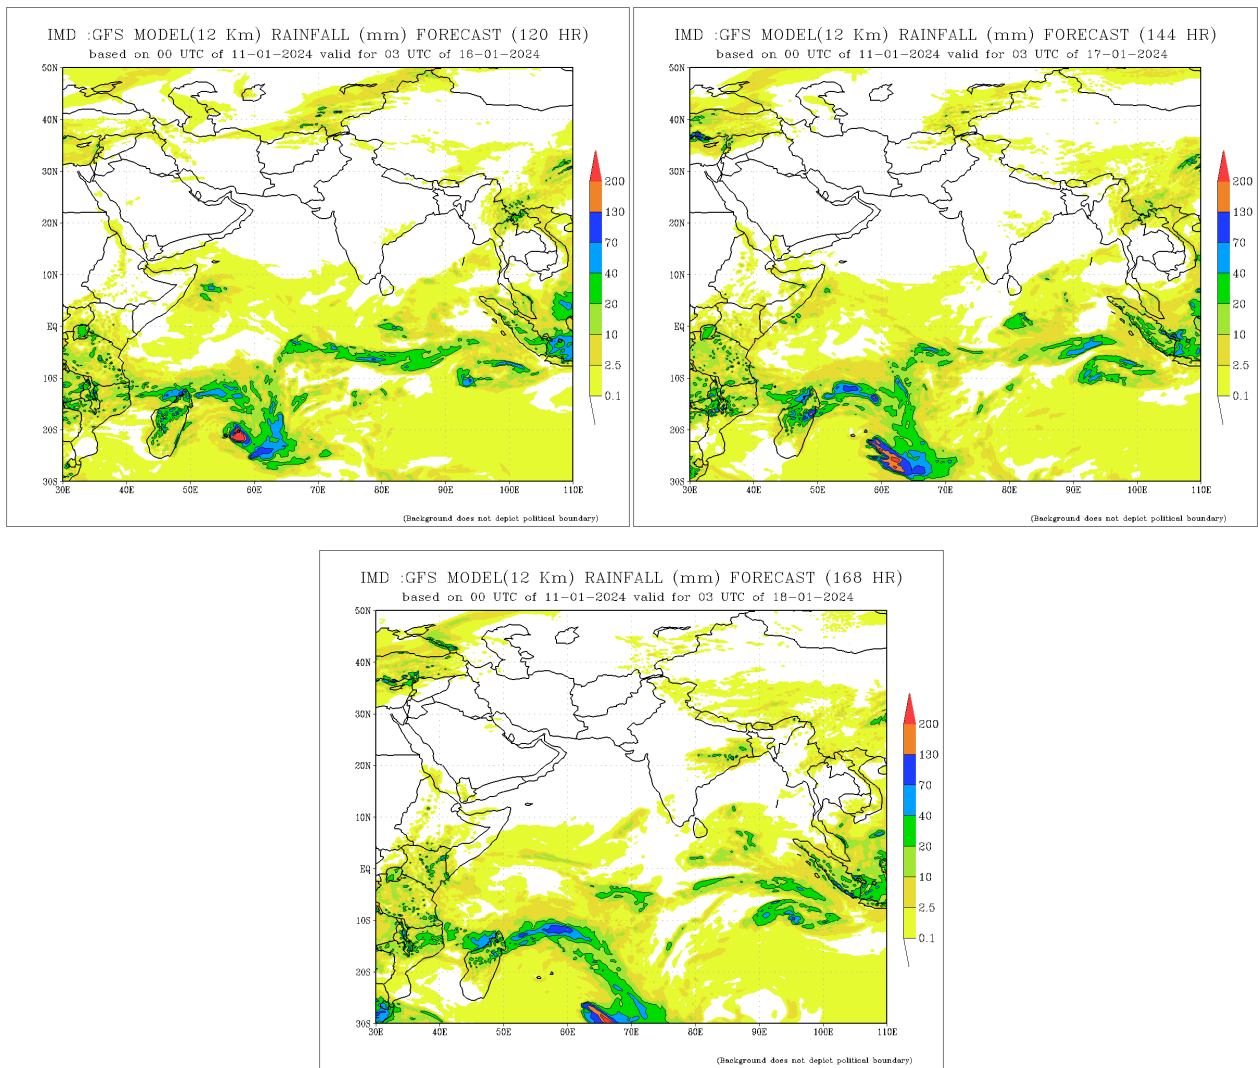 IMD :GFS MODEL(12 Km) RAINFALL (mm) FORECAST (120 HR)
based on 00 UTC of 11-01-2024 valid for 03 UTC of 16-01-2024
50N
40N
30N
20N
10N
EQ
10S
20S
30S
30E 40E 50E 60E 70E 80E 90E 100E 110E
200
130
70
40
20
10
2.5
0.1
(Background does not depict political boundary)
IMD :GFS MODEL(12 Km) RAINFALL (mm) FORECAST (144 HR)
based on 00 UTC of 11-01-2024 valid for 03 UTC of 17-01-2024
50N
40N
30N
20N
10N
EQ
10S
20S
30S
30E 40E 50E 60E 70E 80E 90E 100E 110E
200
130
70
40
20
10
2.5
0.1
(Background does not depict political boundary)
IMD :GFS MODEL(12 Km) RAINFALL (mm) FORECAST (168 HR)
based on 00 UTC of 11-01-2024 valid for 03 UTC of 18-01-2024
50N
40N
30N
20N
10N
EQ
10S
20S
30S
30E 40E 50E 60E 70E 80E 90E 100E 110E
200
130
70
40
20
10
2.5
0.1
(Background does not depict political boundary)